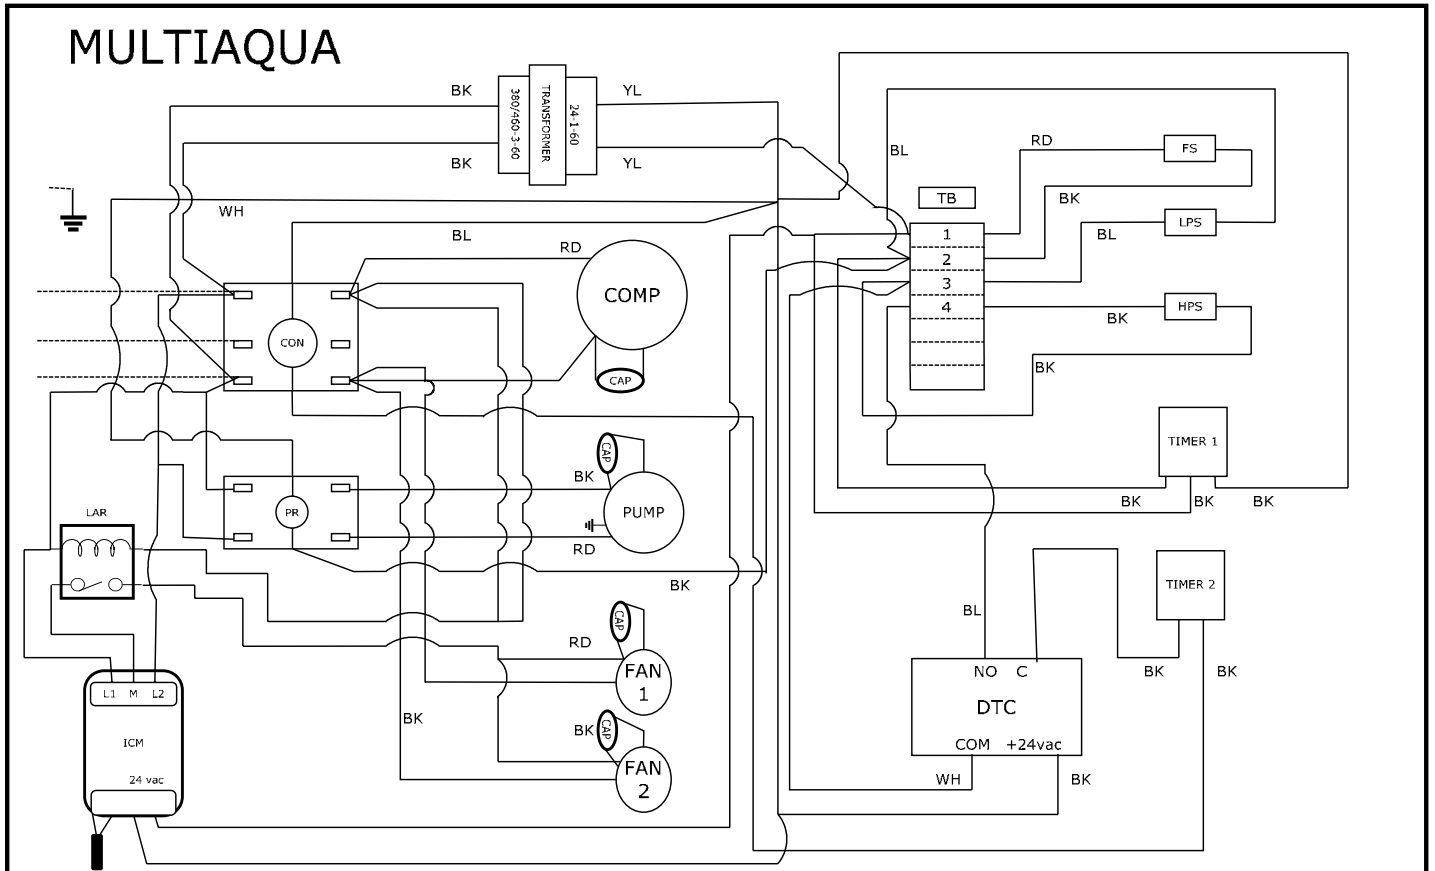 MULTIAQUA
BK
YL
380/460-3-60
TRANSFORMER
24-1-60
BK
YL
RD
FS
BL
BK
TB
WH
BL
BL
LPS
RD
1
2
3
4
COMP
HPS
BK
CON
CAP
BK
TIMER 1
CAP
BK
BK
BK
BK
LAR
PR
PUMP
RD
BK
TIMER 2
CAP
BL
RD
FAN
1
NO
C
BK
BK
L1
M
L2
DTC
BK
CAP
BK
ICM
COM
+24vac
FAN
2
24 vac
WH
BK